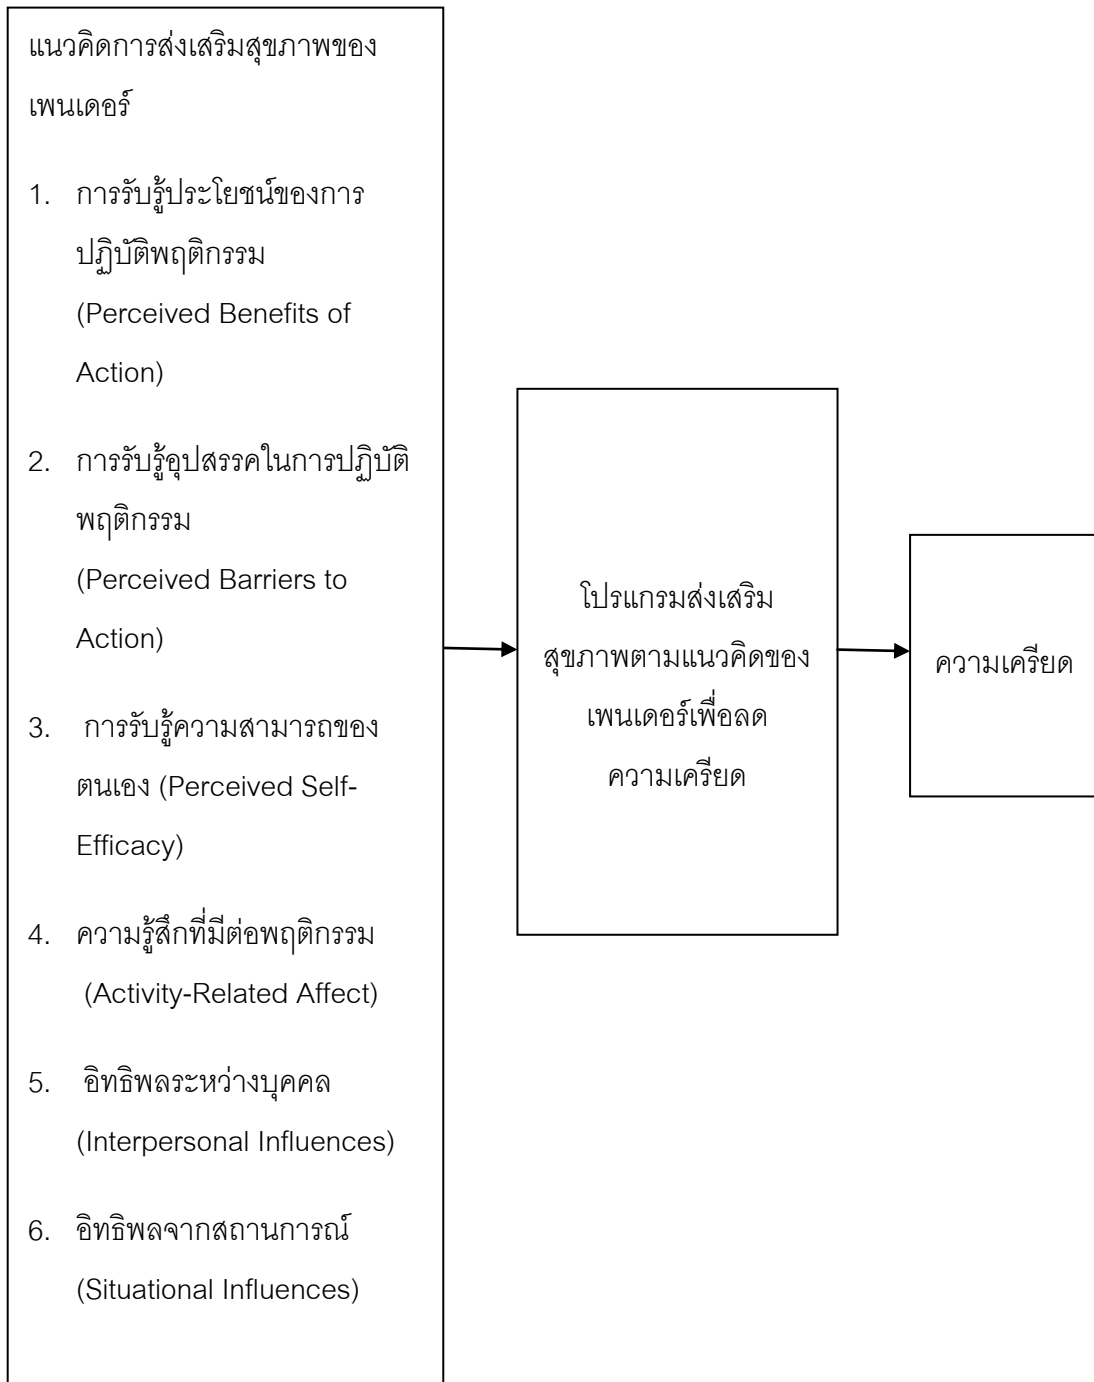 แนวคิดการส่งเสริมสุขภาพของ
เพนเดอร์
1. การรับรู้ประโยชน์ของการ
ปฏิบัติพฤติกรรม
(Perceived Benefits of
Action)
2. การรับรู้อุปสรรคในการปฏิบัติ
พฤติกรรม
(Perceived Barriers to
Action)
3. การรับรู้ความสามารถของ
ตนเอง (Perceived Self-
Efficacy)
4. ความรู้สึกที่มีต่อพฤติกรรม
(Activity-Related Affect)
5. อิทธิพลระหว่างบุคคล
(Interpersonal Influences)
6. อิทธิพลจากสถานการณ์
(Situational Influences)
โปรแกรมส่งเสริม
สุขภาพตามแนวคิดของ
เพนเดอร์เพื่อลด
ความเครียด
ความเครียด